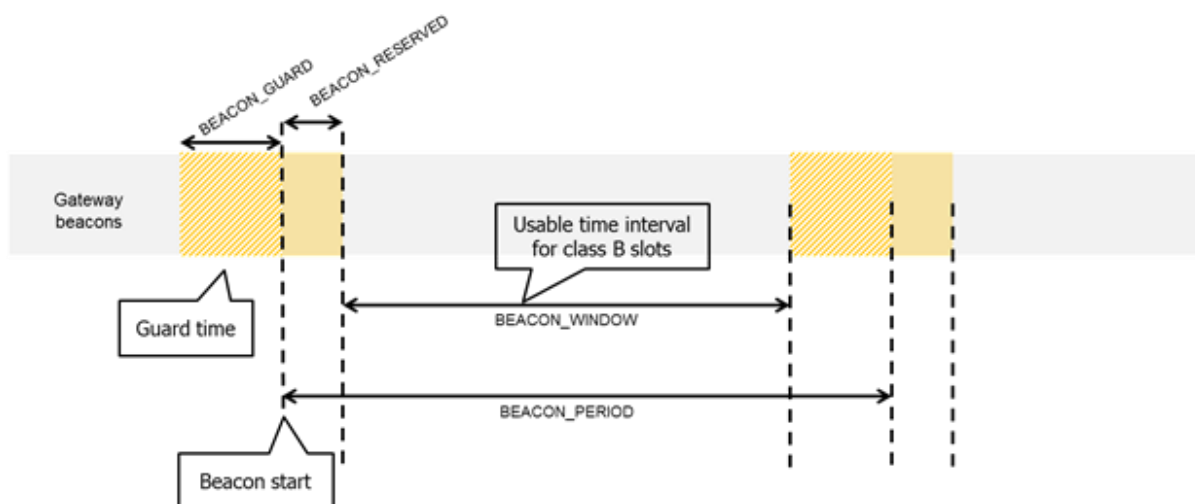 BEACON_GUARD
BEACON_RESERVED
Gateway
beacons
Usable time interval
for class B slots
Guard time
BEACON_WINDOW
BEACON_PERIOD
Beacon start